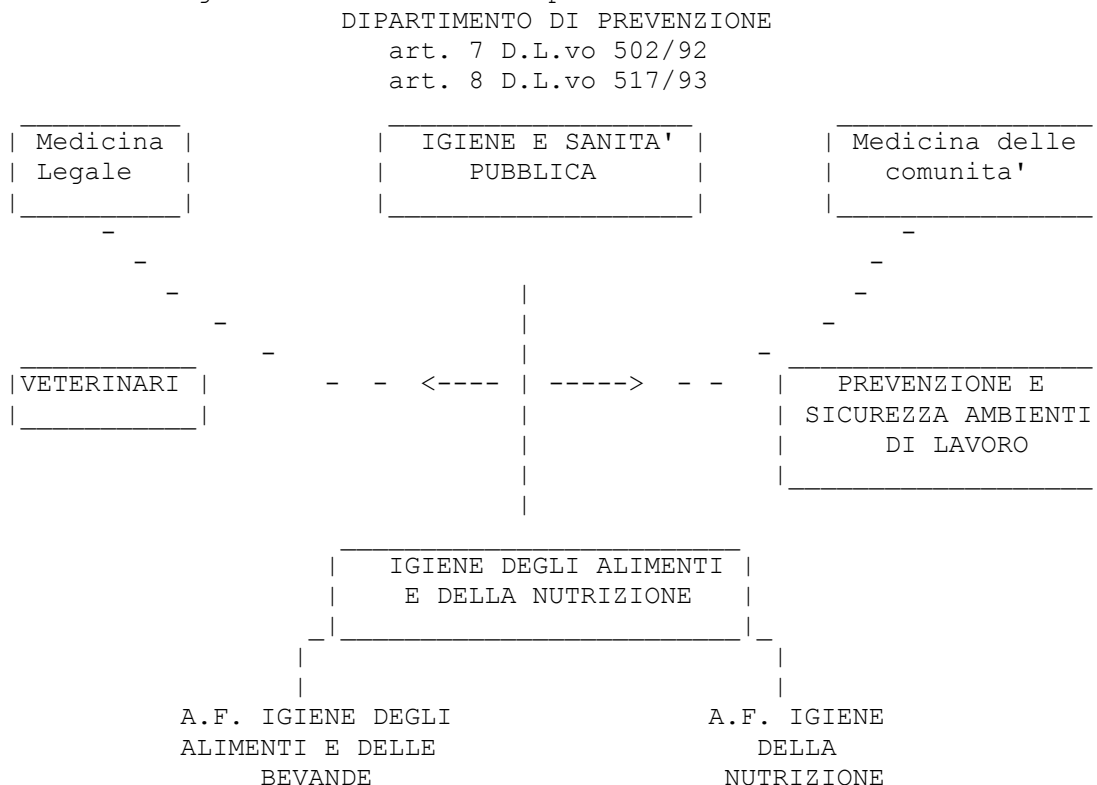 DIPARTIMENTO DI PREVENZIONE
art. 7 D.L.vo 502/92
art. 8 D.L.vo 517/93
Medicina
Legale
IGIENE E SANITA'
PUBBLICA
Medicina delle
comunita'
VETERINARI
PREVENZIONE E
SICUREZZA AMBIENTI
DI LAVORO
IGIENE DEGLI ALIMENTI
E DELLA NUTRIZIONE
A.F. IGIENE DEGLI
ALIMENTI E DELLE
BEVANDE
A.F. IGIENE
DELLA
NUTRIZIONE